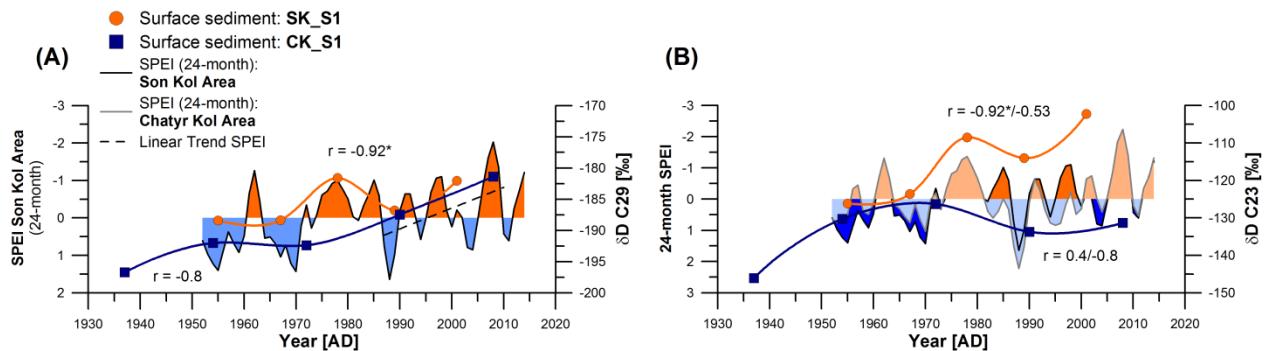 Surface sediment: SK_S1
Surface sediment: CK_S1
SPEI (24-month):
Son Kol Area
SPEI (24-month):
Chatyr Kol Area
Linear Trend SPEI
(A)
SPEI Son Kol Area
(24-month)
-3
-2
-1
0
1
2
r = -0.92*
r = -0.8
-170
-175
-180
-185
-190
-195
-200
δD C29 [‰]
1930 1940 1950 1960 1970 1980 1990 2000 2010 2020
Year [AD]
(B)
24-month SPEI
-3
-2
-1
0
1
2
3
r = -0.92*/-0.53
r = 0.4/-0.8
-100
-110
-120
-130
-140
-150
δD C23 [‰]
1930 1940 1950 1960 1970 1980 1990 2000 2010 2020
Year [AD]